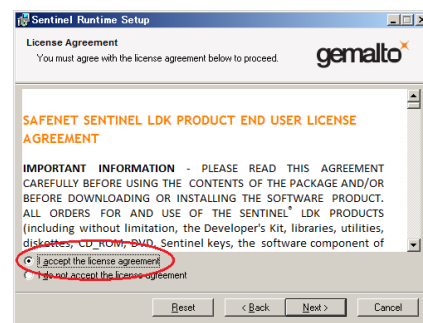 Sentinel Runtime Setup
License Agreement
You must agree with the license agreement below to proceed.
gemalto
SAFENET SENTINEL LDK PRODUCT END USER LICENSE
AGREEMENT
IMPORTANT INFORMATION - PLEASE READ THIS AGREEMENT
CAREFULLY BEFORE USING THE CONTENTS OF THE PACKAGE AND/OR
BEFORE DOWNLOADING OR INSTALLING THE SOFTWARE PRODUCT.
ALL ORDERS FOR AND USE OF THE SENTINEL® LDK PRODUCTS
(including without limitation, the Developer's Kit, libraries, utilities,
diskettes, CD_ROM, DVD, Sentinel keys, the software component of
I accept the license agreement
I do not accept the license agreement
Reset
< Back
Next >
Cancel